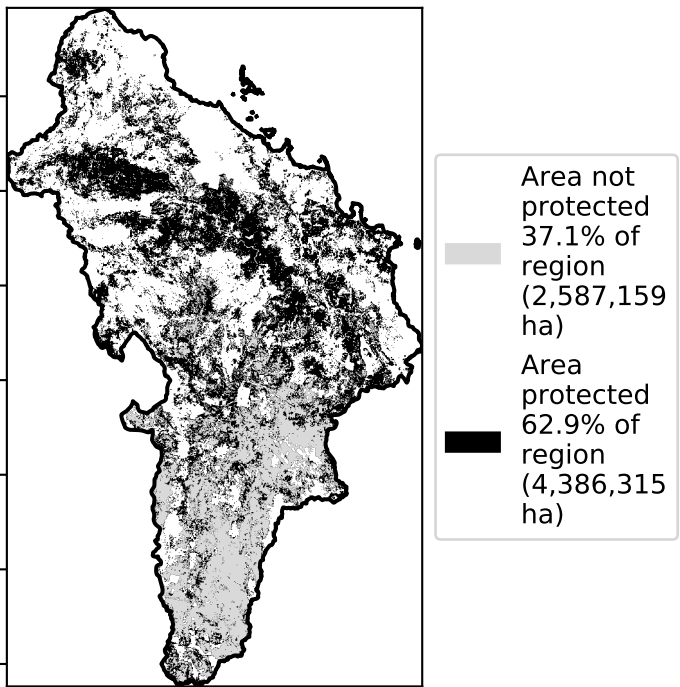 Area not
protected
37.1% of
region
(2,587,159
ha)
Area
protected
62.9% of
region
(4,386,315
ha)